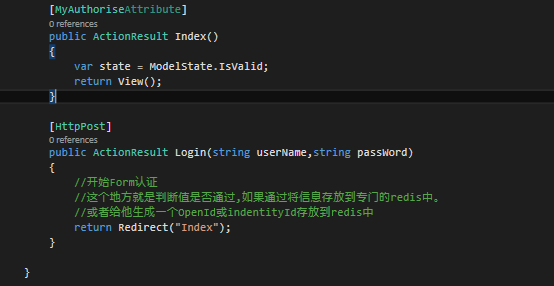 [MyAuthoriseAttribute]
0 references
public ActionResult Index()
{
var state = ModelState.IsValid;
return View();
}
[HttpPost]
0 references
public ActionResult Login(string userName,string passWord)
{
//开始Form认证
//这个地方就是判断值是否通过,如果通过将信息存放到专门的redis中。
//或者给他生成一个OpenId或indentityId存放到redis中
return Redirect("Index");
}
}